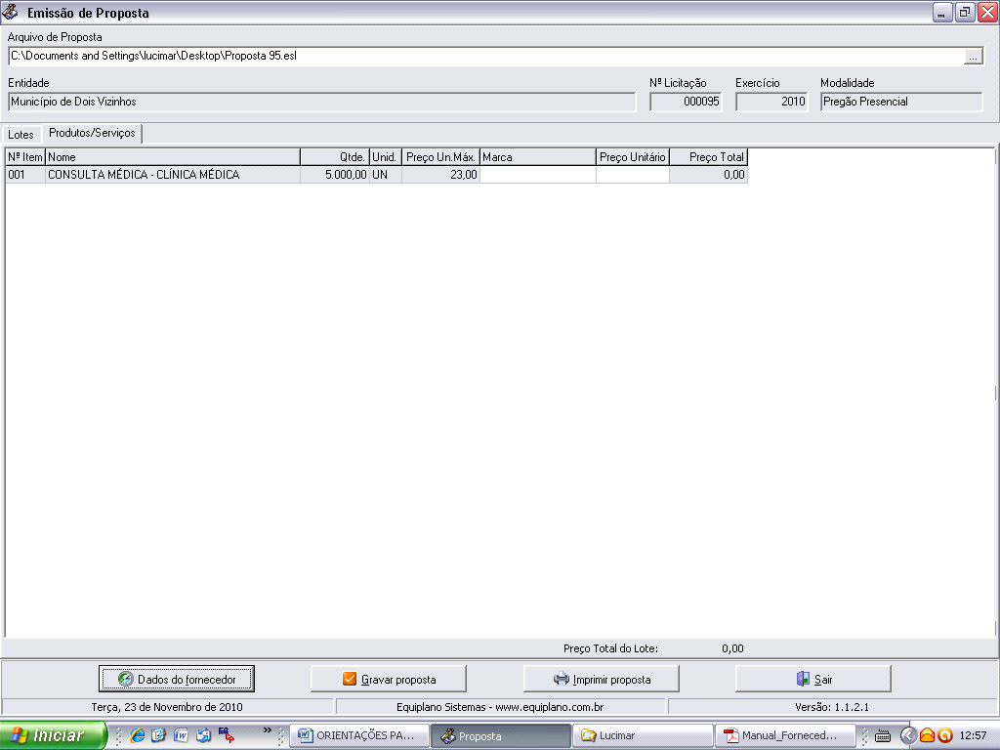 Emissão de Proposta
Arquivo de Proposta
C:\Documents and Settings\lucimar\Desktop\Proposta 95.esl
...
Entidade Nº Licitação Exercício Modalidade
Município de Dois Vizinhos 000095 2010 Pregão Presencial
Lotes Produtos/Serviços
Nº Item Nome Qtde. Unid. Preço Un.Máx. Marca Preço Unitário Preço Total
001 CONSULTA MÉDICA - CLÍNICA MÉDICA 5.000,00 UN 23,00 0,00
Preço Total do Lote: 0,00
Dados do fornecedor Gravar proposta Imprimir proposta Sair
Terça, 23 de Novembro de 2010 Equiplano Sistemas - www.equiplano.com.br Versão: 1.1.2.1
Iniciar » ORIENTAÇÕES PA... Proposta Lucimar Manual_Forneced... 12:57